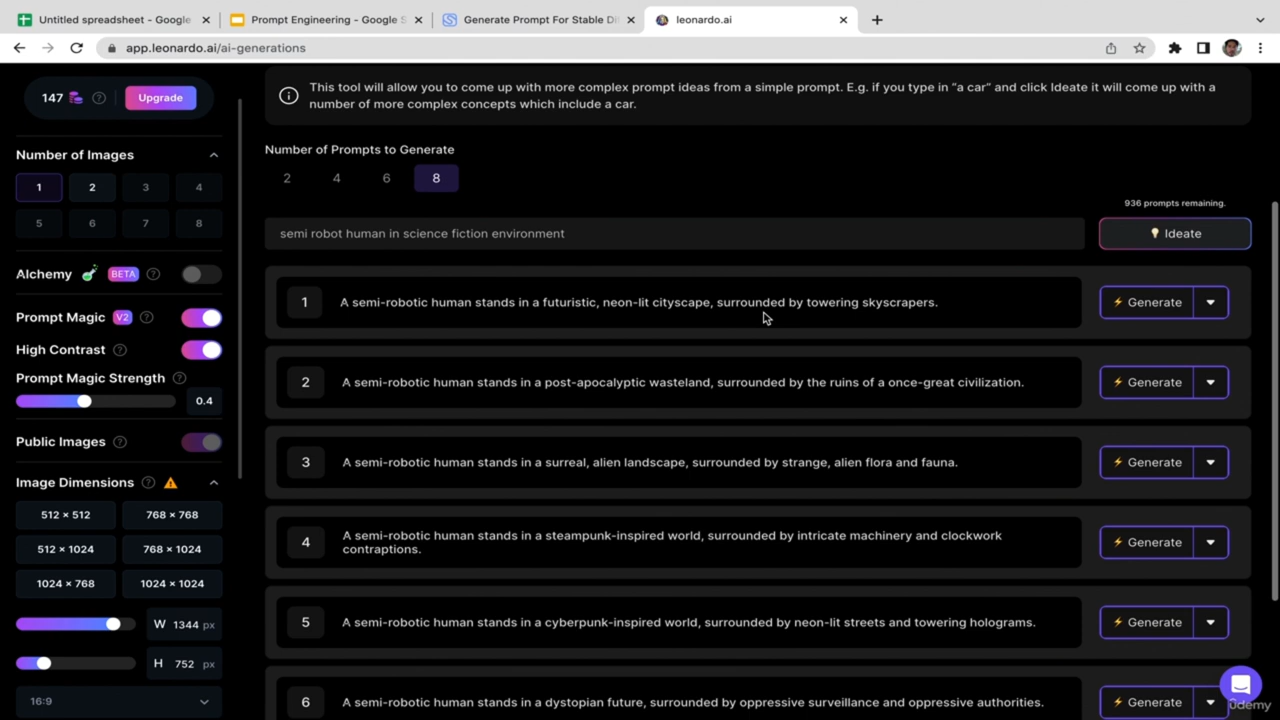 Untitled spreadsheet - Google
Prompt Engineering - Google S
Generate Prompt For Stable Di
leonardo.ai
app.leonardo.ai/ai-generations
147
Upgrade
Number of Images
1 2 3 4
5 6 7 8
Alchemy BETA
Prompt Magic V2
High Contrast
Prompt Magic Strength
0.4
Public Images
Image Dimensions
512 × 512 768 × 768
512 × 1024 768 × 1024
1024 × 768 1024 × 1024
W 1344 px
H 752 px
16:9
This tool will allow you to come up with more complex prompt ideas from a simple prompt. E.g. if you type in "a car" and click Ideate it will come up with a
number of more complex concepts which include a car.
Number of Prompts to Generate
2 4 6 8
936 prompts remaining.
semi robot human in science fiction environment
Ideate
1 A semi-robotic human stands in a futuristic, neon-lit cityscape, surrounded by towering skyscrapers. Generate
2 A semi-robotic human stands in a post-apocalyptic wasteland, surrounded by the ruins of a once-great civilization. Generate
3 A semi-robotic human stands in a surreal, alien landscape, surrounded by strange, alien flora and fauna. Generate
4 A semi-robotic human stands in a steampunk-inspired world, surrounded by intricate machinery and clockwork
contraptions. Generate
5 A semi-robotic human stands in a cyberpunk-inspired world, surrounded by neon-lit streets and towering holograms. Generate
6 A semi-robotic human stands in a dystopian future, surrounded by oppressive surveillance and oppressive authorities. Generate
ûdemy